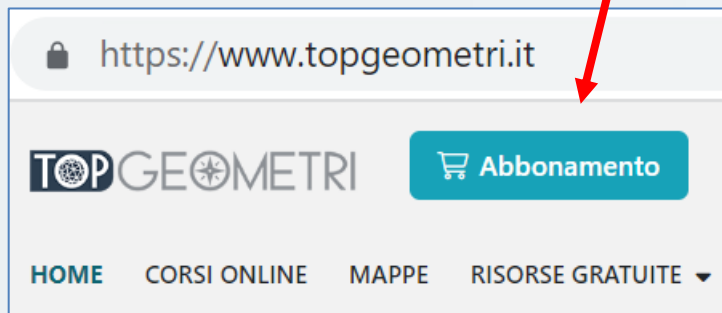 https://www.topgeometri.it
TOPGEOMETRI
Abbonamento
HOME CORSI ONLINE MAPPE RISORSE GRATUITE